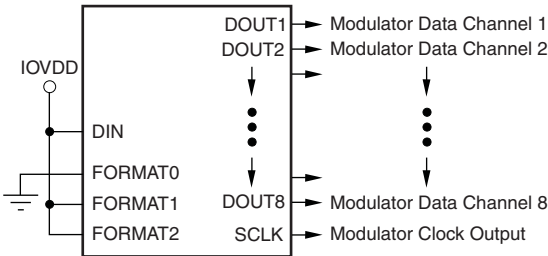 DOUT1 Modulator Data Channel 1
DOUT2 Modulator Data Channel 2
IOVDD
DIN
FORMAT0
FORMAT1 DOUT8 Modulator Data Channel 8
FORMAT2 SCLK Modulator Clock Output